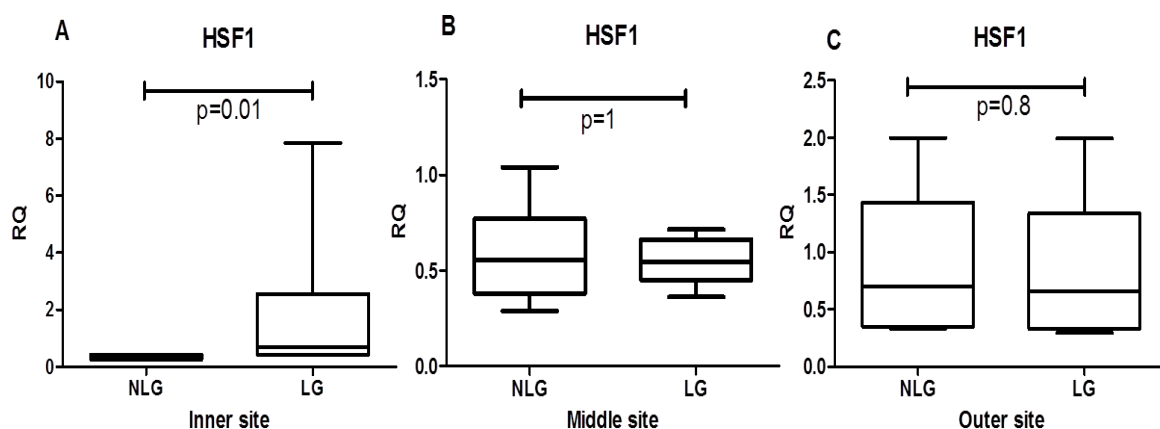 A
HSF1
10
8
6
4
2
0
RQ
p=0.01
NLG
LG
Inner site
B
HSF1
1.5
1.0
0.5
0.0
RQ
p=1
NLG
LG
Middle site
C
HSF1
2.5
2.0
1.5
1.0
0.5
0.0
RQ
p=0.8
NLG
LG
Outer site